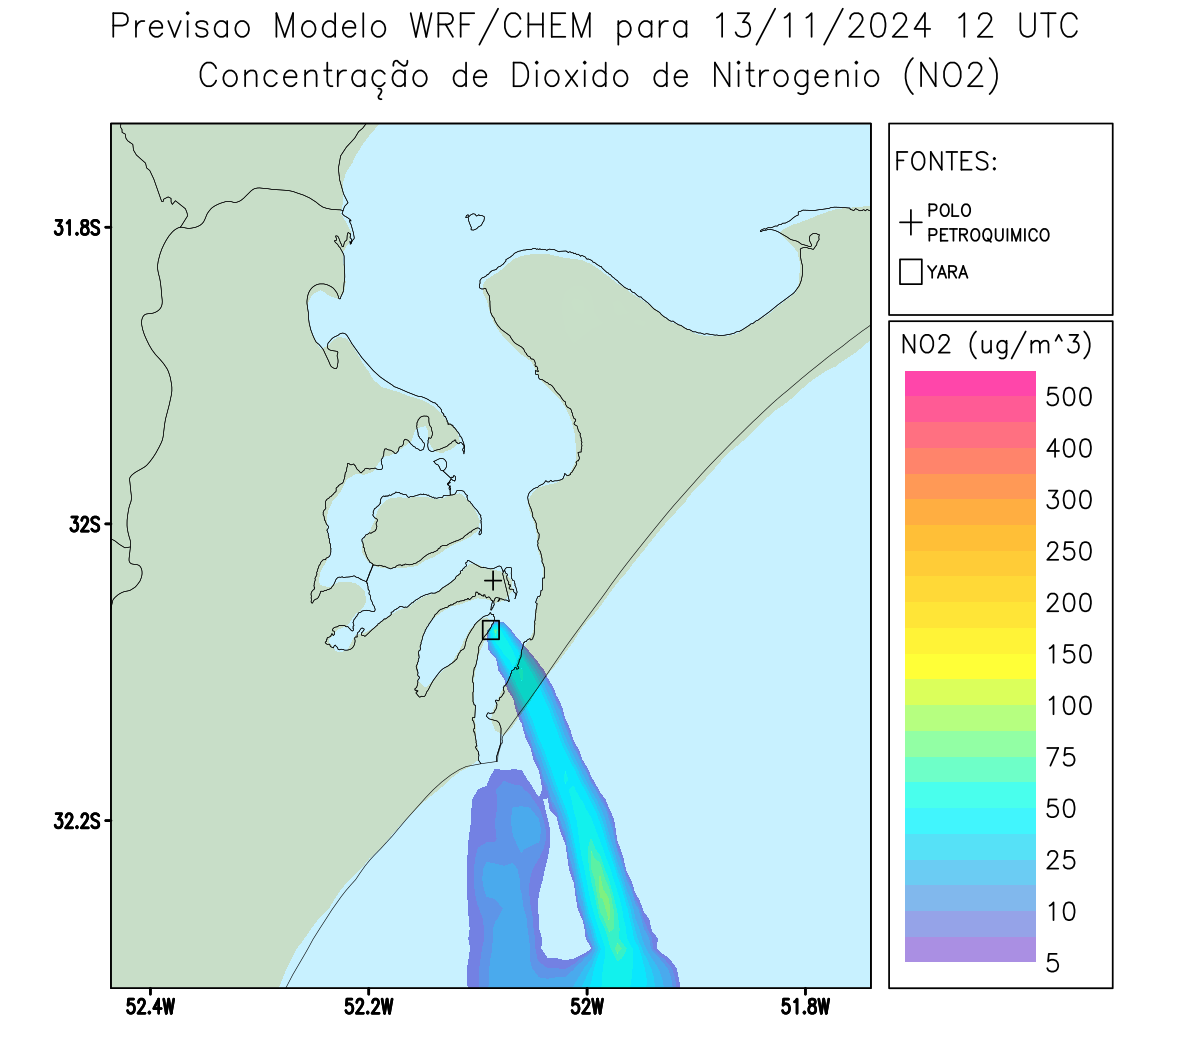 Previsao Modelo WRF/CHEM para 13/11/2024 12 UTC
Concentração de Dioxido de Nitrogenio (NO2)
FONTES:
POLO
PETROQUIMICO
YARA
NO2 (ug/m^3)
500
400
300
250
200
150
100
75
50
25
10
5
31.8S
32S
32.2S
52.4W
52.2W
52W
51.8W